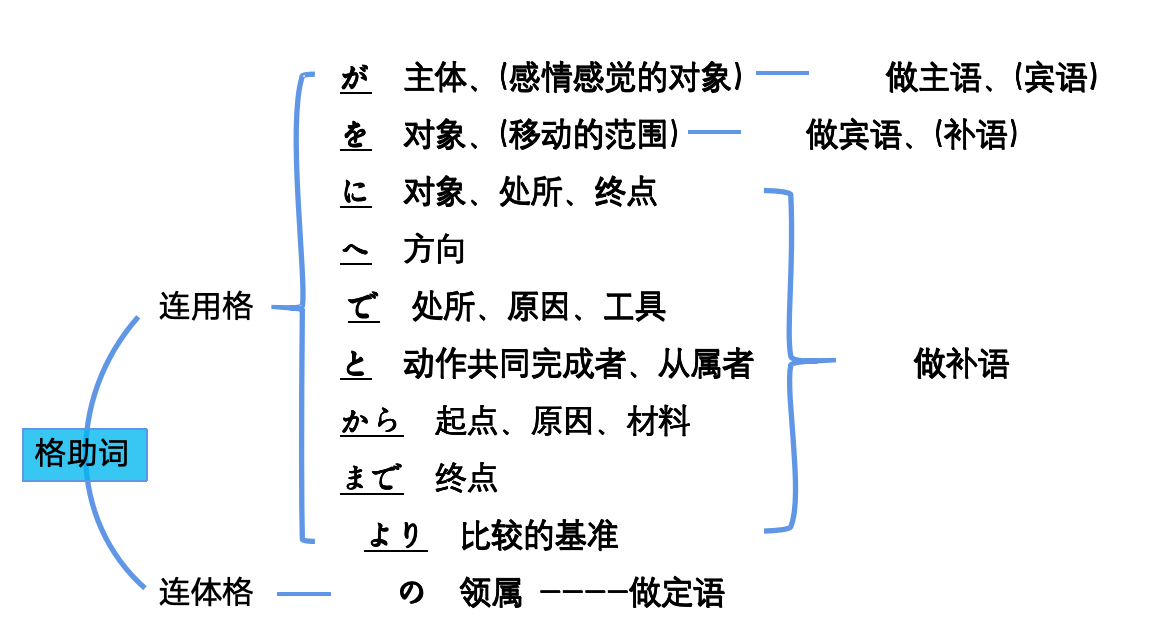 が 主体、(感情感觉的对象) 做主语、(宾语)
を 对象、(移动的范围) 做宾语、(补语)
に 对象、处所、终点
へ 方向
连用格 で 处所、原因、工具
と 动作共同完成者、从属者 做补语
から 起点、原因、材料
格助词
まで 终点
より 比较的基准
连体格 の 领属 ----做定语